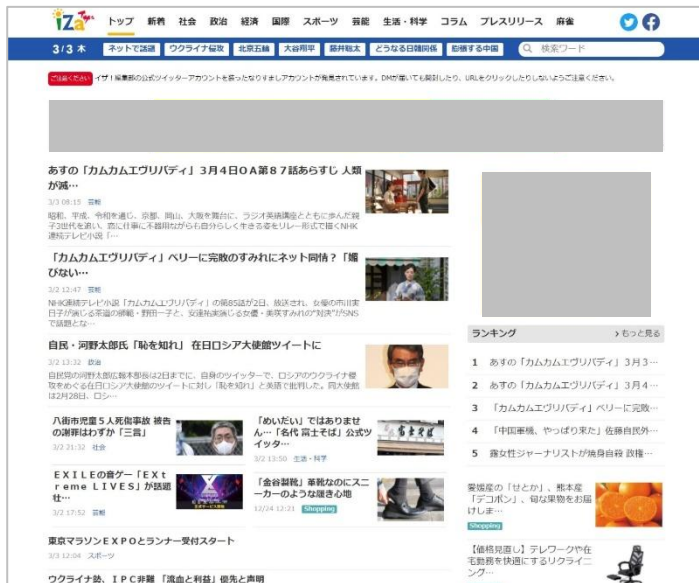 iza
トップ 新着 社会 政治 経済 国際 スポーツ 芸能 生活・科学 コラム プレスリリース 麻雀
3/3 木 ネットで話題 ウクライナ侵攻 北京五輪 大谷翔平 藤井聡太 どうなる日韓関係 膨張する中国 検索ワード
ご注意ください イザ!編集部の公式ツイッターアカウントを装ったなりすましアカウントが発見されています。DMが届いても開封したり、URLをクリックしたりしないようご注意ください。
あすの「カムカムエヴリバディ」3月4日OA第87話あらすじ 人類
が滅…
3/3 08:15 芸能
昭和、平成、令和を通じ、京都、岡山、大阪を舞台に、ラジオ英語講座とともに歩んだ親
子3世代を追い、恋に仕事に不器用ながらも自分らしく生きる姿をリレー形式で描くNHK
連続テレビ小説「…
「カムカムエヴリバディ」ベリーに完敗のすみれにネット同情?「媚
びない…
3/2 12:47 芸能
NHK連続テレビ小説「カムカムエヴリバディ」の第85話が2日、放送され、女優の市川実
日子が演じる茶道の師範・野田一子と、安達祐実演じる女優・美咲すみれの"対決"がSNS
で話題とな…
自民・河野太郎氏「恥を知れ」 在日ロシア大使館ツイートに
3/2 13:32 政治
自民党の河野太郎広報本部長は2日までに、自身のツイッターで、ロシアのウクライナ侵
攻をめぐる在日ロシア大使館のツイートに対し「恥を知れ」と英語で批判した。同大使館
は2月28日、ロシ…
八街市児童5人死傷事故 被告
の謝罪はわずか「三言」
3/2 21:32 社会
「めいだい」ではありませ
ん…「名代 富士そば」公式ツ
イッタ…
3/2 13:50 生活・科学
EXILEの音ゲー「EXt
reme LIVES」が話題
壮…
3/2 17:52 芸能
「金谷製靴」革靴なのにスニ
ーカーのような履き心地
12/24 12:21 Shopping
東京マラソンEXPOとランナー受付スタート
3/3 12:04 スポーツ
ウクライナ勢、IPC非難 「流血と利益」優先と声明
ランキング もっと見る
1 あすの「カムカムエヴリバディ」3月3…
2 あすの「カムカムエヴリバディ」3月4…
3 「カムカムエヴリバディ」ベリーに完敗…
4 「中国軍機、やっぱり来た」佐藤自民外…
5 露女性ジャーナリストが焼身自殺 政権…
愛媛産の「せとか」、熊本産
「デコポン」、旬な果物をお届
けしま…
Shopping
【価格見直し】テレワークや在
宅勤務を快適にするリクライニ
ング…